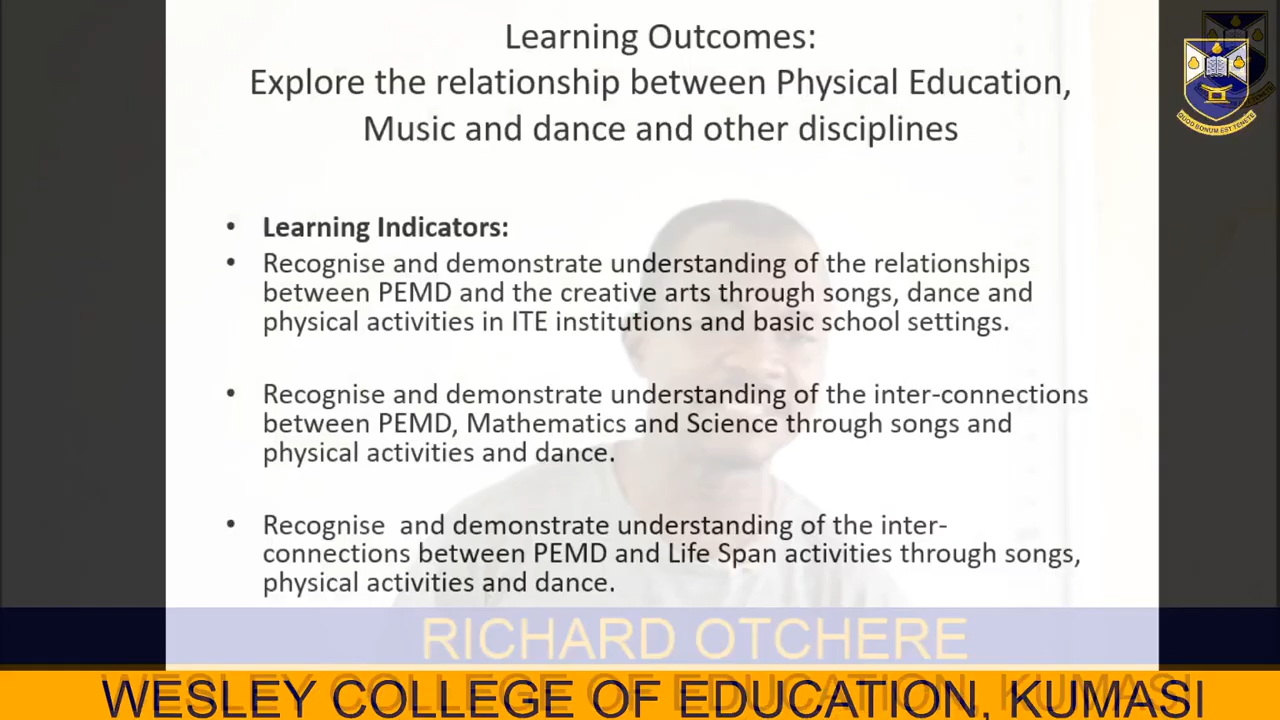 Learning Outcomes:
Explore the relationship between Physical Education,
Music and dance and other disciplines
• Learning Indicators:
• Recognise and demonstrate understanding of the relationships
between PEMD and the creative arts through songs, dance and
physical activities in ITE institutions and basic school settings.
• Recognise and demonstrate understanding of the inter-connections
between PEMD, Mathematics and Science through songs and
physical activities and dance.
• Recognise and demonstrate understanding of the inter-
connections between PEMD and Life Span activities through songs,
physical activities and dance.
RICHARD OTCHERE
WESLEY COLLEGE OF EDUCATION, KUMASI
QUOD BONUM EST TENETE